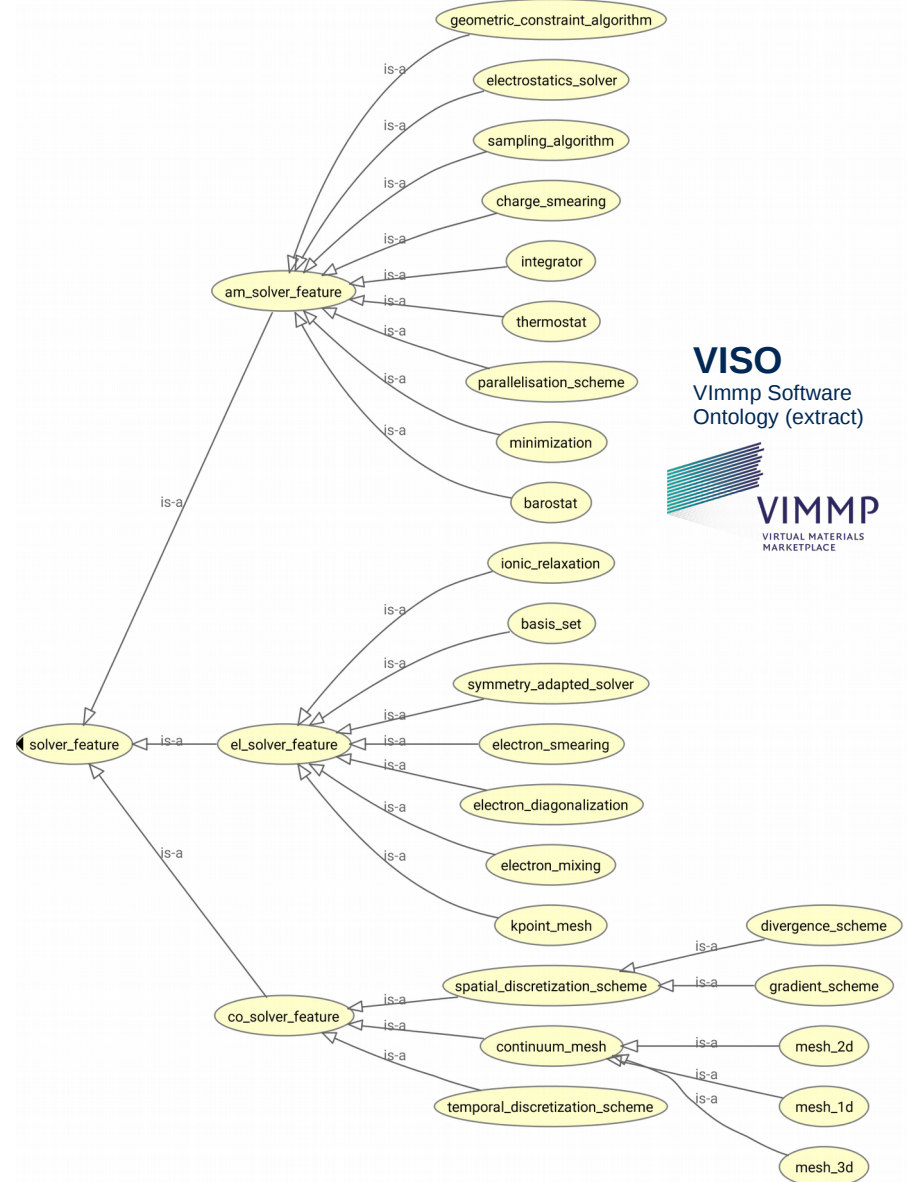 geometric_constraint_algorithm
is-a
electrostatics_solver
is-a
sampling_algorithm
is-a
charge_smearing
is-a
integrator
is-a
am_solver_feature
is-a
thermostat
is-a
parallelisation_scheme
is-a
minimization
is-a
barostat
VISO
VImmp Software
Ontology (extract)
VIMMP
VIRTUAL MATERIALS
MARKETPLACE
is-a
ionic_relaxation
is-a
basis_set
is-a
symmetry_adapted_solver
is-a
solver_feature
is-a
el_solver_feature
is-a
electron_smearing
is-a
electron_diagonalization
is-a
electron_mixing
is-a
kpoint_mesh
is-a
divergence_scheme
is-a
spatial_discretization_scheme
is-a
gradient_scheme
is-a
co_solver_feature
is-a
continuum_mesh
is-a
mesh_2d
is-a
temporal_discretization_scheme
is-a
mesh_1d
is-a
mesh_3d